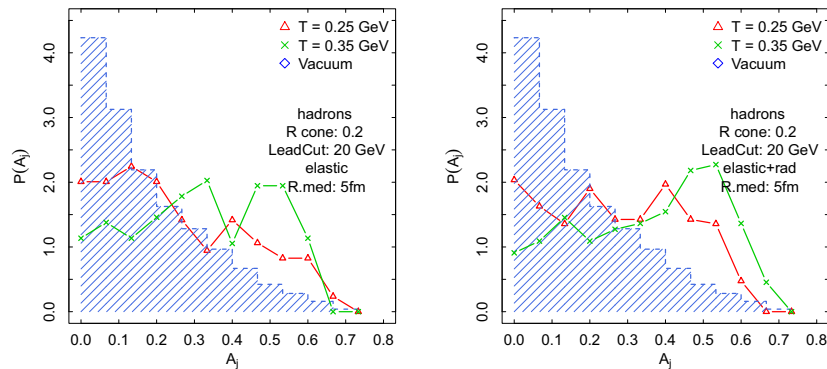 T = 0.25 GeV
T = 0.35 GeV
Vacuum
hadrons
R cone: 0.2
LeadCut: 20 GeV
elastic
R.med: 5fm
P(Aj)
4.0
3.0
2.0
1.0
0.0
0.0 0.1 0.2 0.3 0.4 0.5 0.6 0.7 0.8
Aj
T = 0.25 GeV
T = 0.35 GeV
Vacuum
hadrons
R cone: 0.2
LeadCut: 20 GeV
elastic+rad
R.med: 5fm
P(Aj)
4.0
3.0
2.0
1.0
0.0
0.0 0.1 0.2 0.3 0.4 0.5 0.6 0.7 0.8
Aj